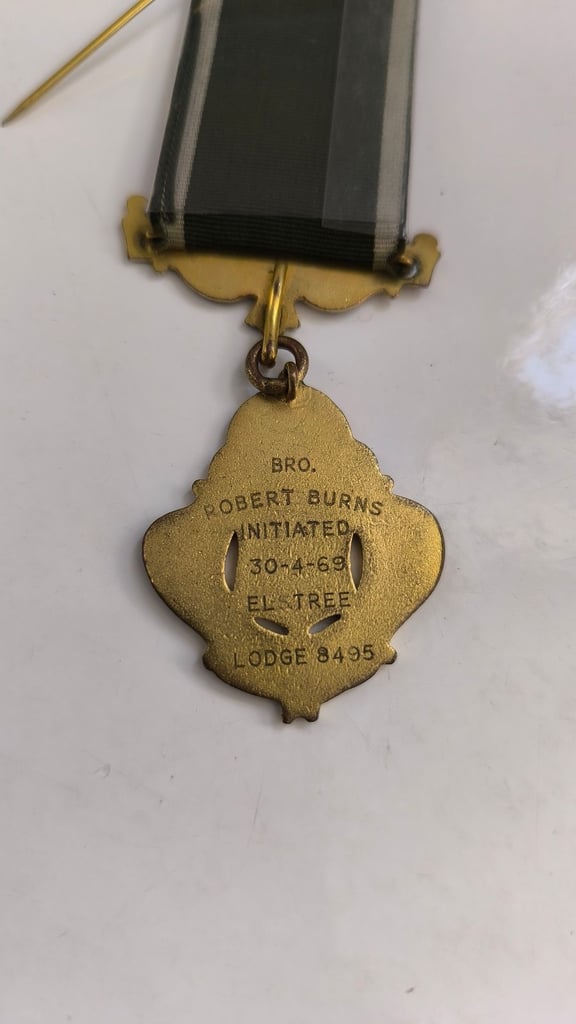 BRO.
ROBERT BURNS
INITIATED
30-4-69
ELSTREE
LODGE 8495